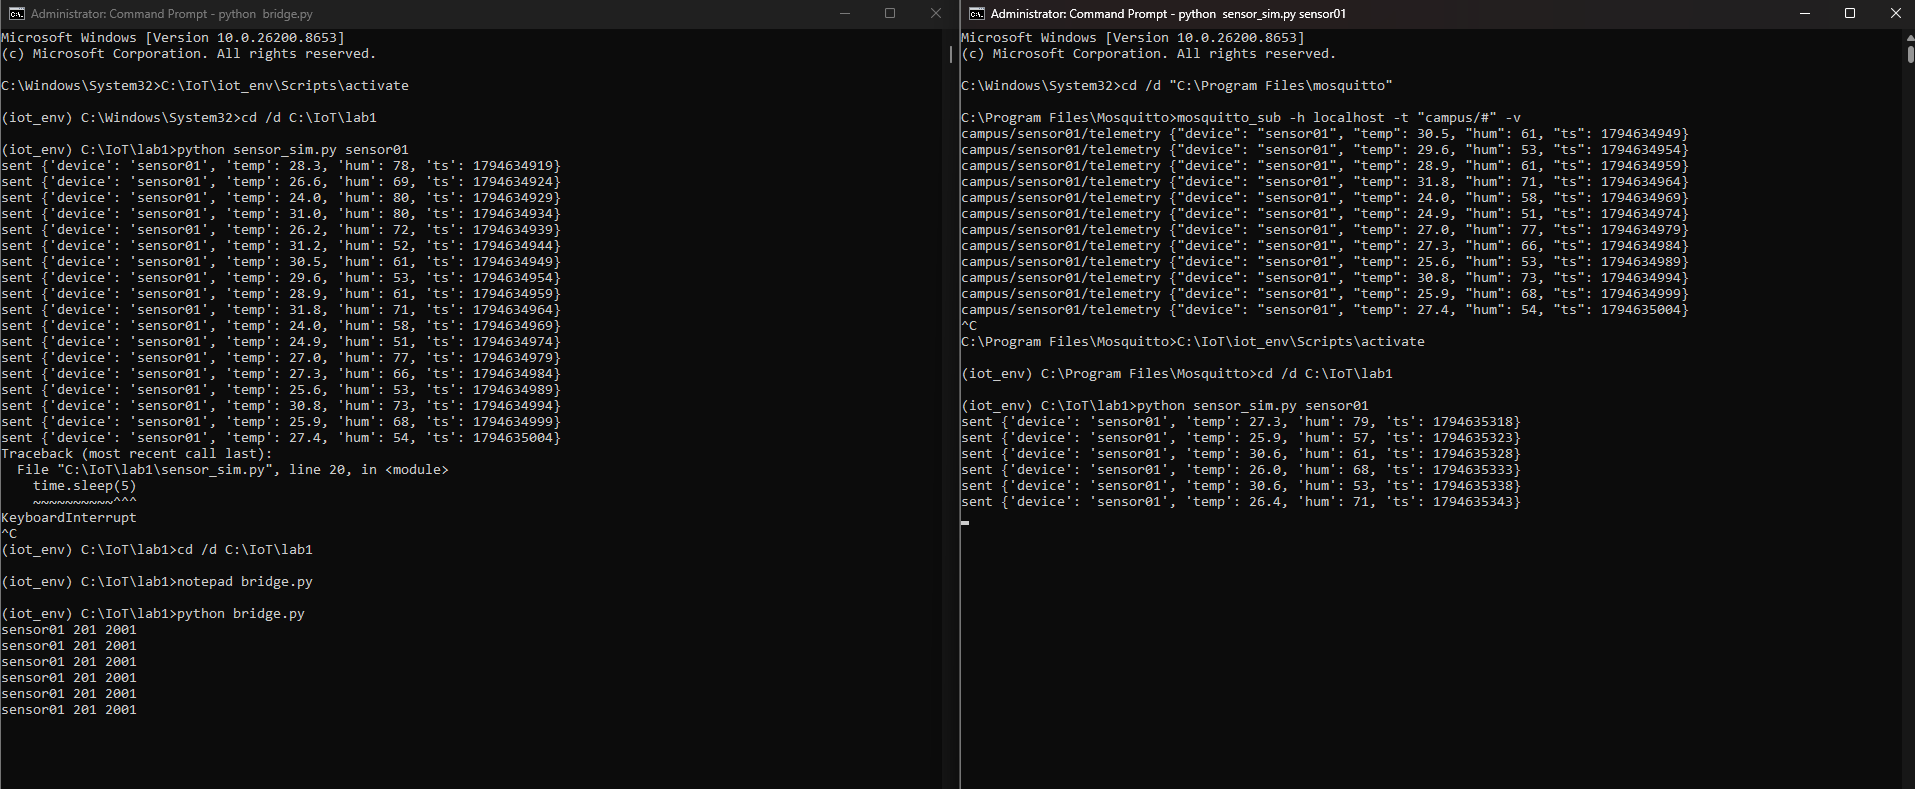 Administrator: Command Prompt - python  bridge.py
Microsoft Windows [Version 10.0.26200.8653]
(c) Microsoft Corporation. All rights reserved.
C:\Windows\System32>C:\IoT\iot_env\Scripts\activate
(iot_env) C:\Windows\System32>cd /d C:\IoT\lab1
(iot_env) C:\IoT\lab1>python sensor_sim.py sensor01
sent {'device': 'sensor01', 'temp': 28.3, 'hum': 78, 'ts': 1794634919}
sent {'device': 'sensor01', 'temp': 26.6, 'hum': 69, 'ts': 1794634924}
sent {'device': 'sensor01', 'temp': 24.0, 'hum': 80, 'ts': 1794634929}
sent {'device': 'sensor01', 'temp': 31.0, 'hum': 80, 'ts': 1794634934}
sent {'device': 'sensor01', 'temp': 26.2, 'hum': 72, 'ts': 1794634939}
sent {'device': 'sensor01', 'temp': 31.2, 'hum': 52, 'ts': 1794634944}
sent {'device': 'sensor01', 'temp': 30.5, 'hum': 61, 'ts': 1794634949}
sent {'device': 'sensor01', 'temp': 29.6, 'hum': 53, 'ts': 1794634954}
sent {'device': 'sensor01', 'temp': 28.9, 'hum': 61, 'ts': 1794634959}
sent {'device': 'sensor01', 'temp': 31.8, 'hum': 71, 'ts': 1794634964}
sent {'device': 'sensor01', 'temp': 24.0, 'hum': 58, 'ts': 1794634969}
sent {'device': 'sensor01', 'temp': 24.9, 'hum': 51, 'ts': 1794634974}
sent {'device': 'sensor01', 'temp': 27.0, 'hum': 77, 'ts': 1794634979}
sent {'device': 'sensor01', 'temp': 27.3, 'hum': 66, 'ts': 1794634984}
sent {'device': 'sensor01', 'temp': 25.6, 'hum': 53, 'ts': 1794634989}
sent {'device': 'sensor01', 'temp': 30.8, 'hum': 73, 'ts': 1794634994}
sent {'device': 'sensor01', 'temp': 25.9, 'hum': 68, 'ts': 1794634999}
sent {'device': 'sensor01', 'temp': 27.4, 'hum': 54, 'ts': 1794635004}
Traceback (most recent call last):
  File "C:\IoT\lab1\sensor_sim.py", line 20, in <module>
    time.sleep(5)
    ~~~~~~~~~~^^^
KeyboardInterrupt
^C
(iot_env) C:\IoT\lab1>cd /d C:\IoT\lab1
(iot_env) C:\IoT\lab1>notepad bridge.py
(iot_env) C:\IoT\lab1>python bridge.py
sensor01 201 2001
sensor01 201 2001
sensor01 201 2001
sensor01 201 2001
sensor01 201 2001
sensor01 201 2001
Administrator: Command Prompt - python  sensor_sim.py sensor01
Microsoft Windows [Version 10.0.26200.8653]
(c) Microsoft Corporation. All rights reserved.
C:\Windows\System32>cd /d "C:\Program Files\mosquitto"
C:\Program Files\Mosquitto>mosquitto_sub -h localhost -t "campus/#" -v
campus/sensor01/telemetry {"device": "sensor01", "temp": 30.5, "hum": 61, "ts": 1794634949}
campus/sensor01/telemetry {"device": "sensor01", "temp": 29.6, "hum": 53, "ts": 1794634954}
campus/sensor01/telemetry {"device": "sensor01", "temp": 28.9, "hum": 61, "ts": 1794634959}
campus/sensor01/telemetry {"device": "sensor01", "temp": 31.8, "hum": 71, "ts": 1794634964}
campus/sensor01/telemetry {"device": "sensor01", "temp": 24.0, "hum": 58, "ts": 1794634969}
campus/sensor01/telemetry {"device": "sensor01", "temp": 24.9, "hum": 51, "ts": 1794634974}
campus/sensor01/telemetry {"device": "sensor01", "temp": 27.0, "hum": 77, "ts": 1794634979}
campus/sensor01/telemetry {"device": "sensor01", "temp": 27.3, "hum": 66, "ts": 1794634984}
campus/sensor01/telemetry {"device": "sensor01", "temp": 25.6, "hum": 53, "ts": 1794634989}
campus/sensor01/telemetry {"device": "sensor01", "temp": 30.8, "hum": 73, "ts": 1794634994}
campus/sensor01/telemetry {"device": "sensor01", "temp": 25.9, "hum": 68, "ts": 1794634999}
campus/sensor01/telemetry {"device": "sensor01", "temp": 27.4, "hum": 54, "ts": 1794635004}
^C
C:\Program Files\Mosquitto>C:\IoT\iot_env\Scripts\activate
(iot_env) C:\Program Files\Mosquitto>cd /d C:\IoT\lab1
(iot_env) C:\IoT\lab1>python sensor_sim.py sensor01
sent {'device': 'sensor01', 'temp': 27.3, 'hum': 79, 'ts': 1794635318}
sent {'device': 'sensor01', 'temp': 25.9, 'hum': 57, 'ts': 1794635323}
sent {'device': 'sensor01', 'temp': 30.6, 'hum': 61, 'ts': 1794635328}
sent {'device': 'sensor01', 'temp': 26.0, 'hum': 68, 'ts': 1794635333}
sent {'device': 'sensor01', 'temp': 30.6, 'hum': 53, 'ts': 1794635338}
sent {'device': 'sensor01', 'temp': 26.4, 'hum': 71, 'ts': 1794635343}